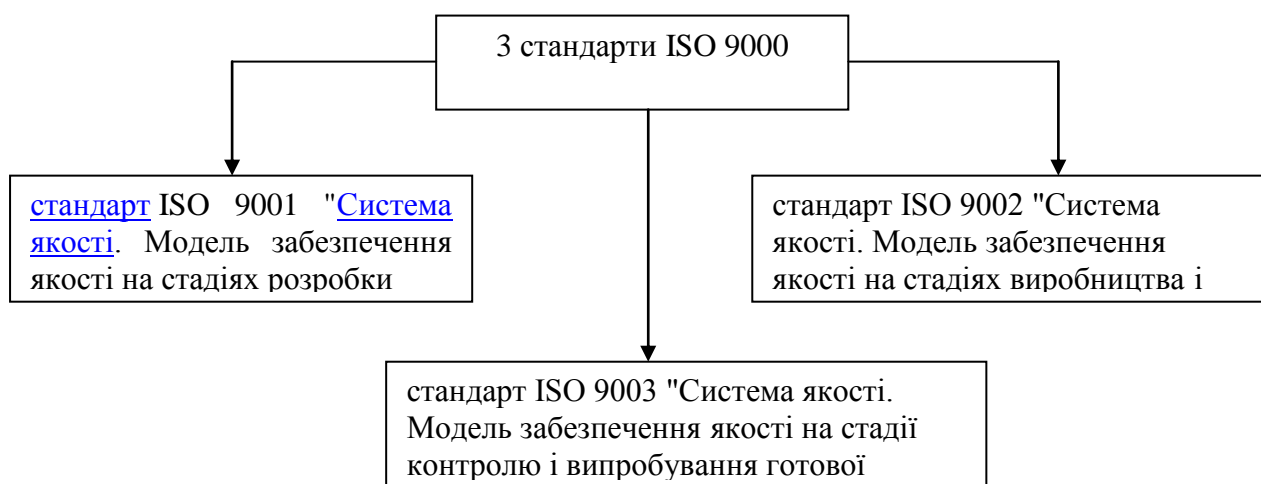 3 стандарти ISO 9000
стандарт ISO 9001 "Система
якості. Модель забезпечення
якості на стадіях розробки
стандарт ISO 9002 "Система
якості. Модель забезпечення
якості на стадіях виробництва і
стандарт ISO 9003 "Система якості.
Модель забезпечення якості на стадії
контролю і випробування готової